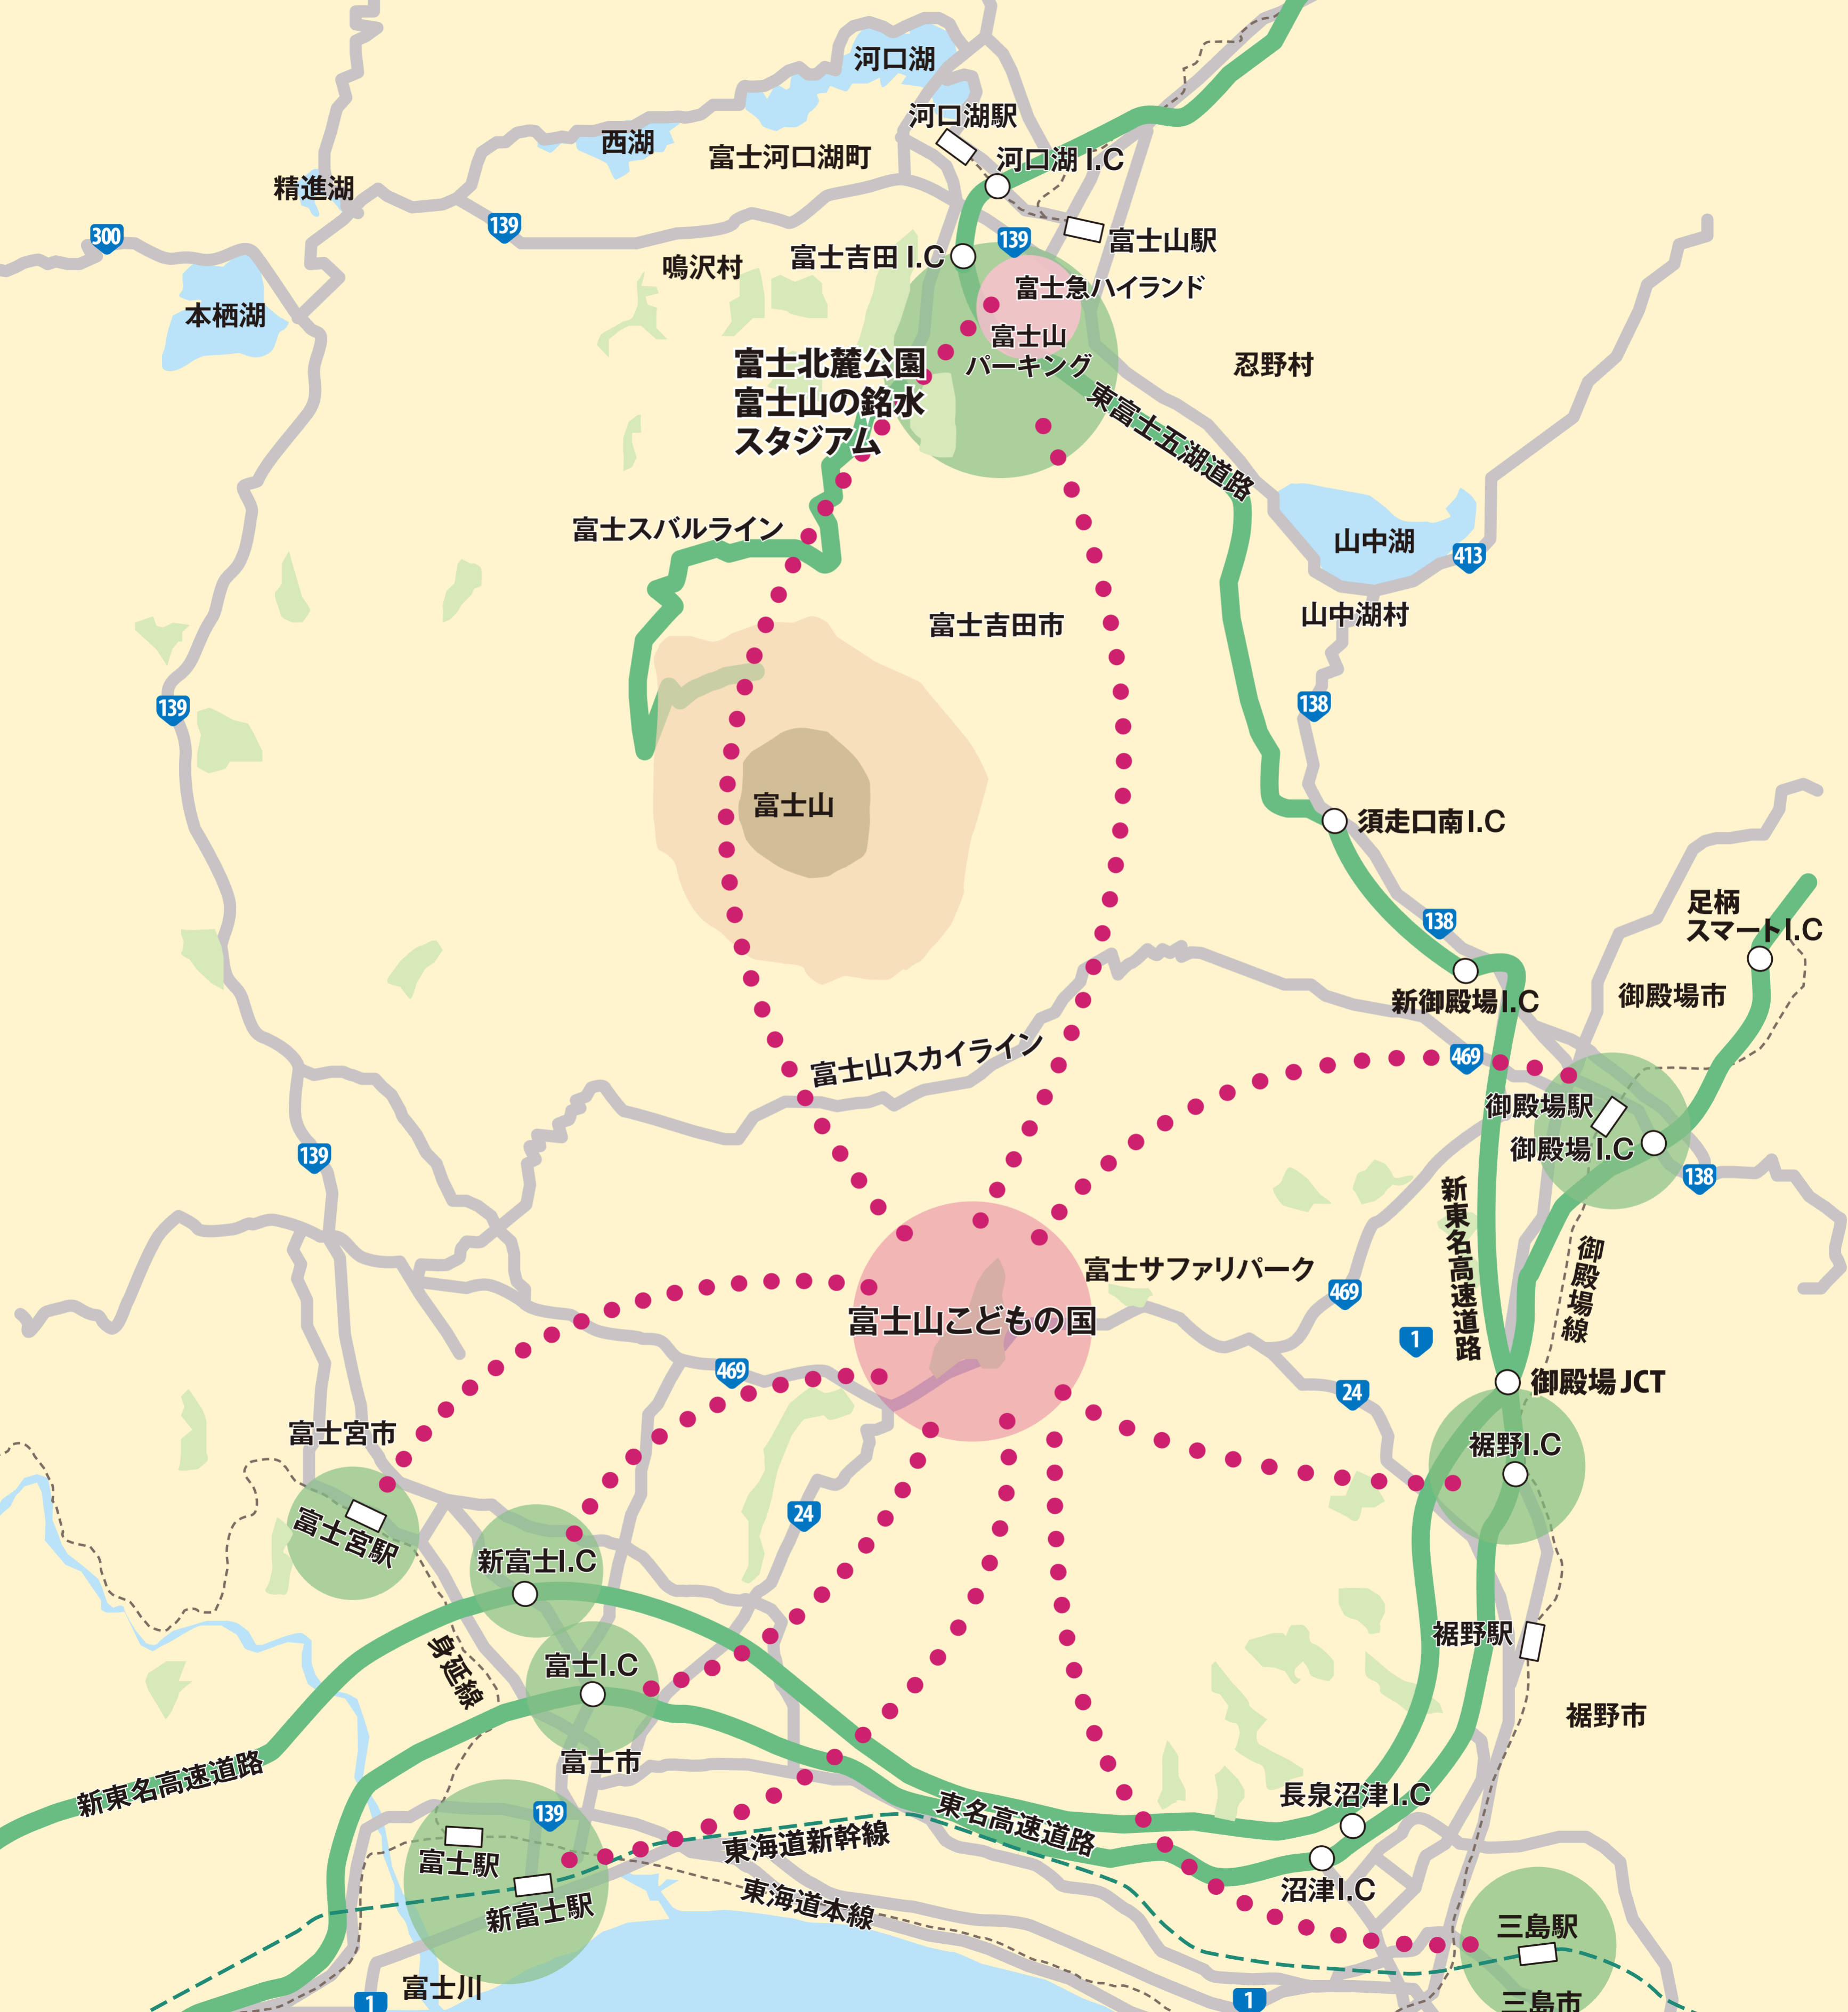 河口湖
河口湖駅
西湖
富士河口湖町
河口湖 I.C
精進湖
300
139
139
富士山駅
富士吉田 I.C
鳴沢村
富士急ハイランド
本栖湖
富士山
パーキング
忍野村
富士北麓公園
富士山の銘水
スタジアム
東富士五湖道路
富士スバルライン
山中湖
413
富士吉田市
山中湖村
139
138
富士山
須走口南 I.C
138
足柄
スマートI.C
新御殿場 I.C
御殿場市
富士山スカイライン
469
御殿場駅
御殿場 I.C
139
138
新東名高速道路
御殿場線
富士サファリパーク
469
富士山こどもの国
1
469
24
御殿場 JCT
富士宮市
裾野 I.C
24
富士宮駅
新富士 I.C
裾野駅
身延線
富士 I.C
裾野市
富士市
新東名高速道路
長泉沼津 I.C
139
東名高速道路
東海道新幹線
富士駅
沼津 I.C
新富士駅
東海道本線
三島駅
富士川
1
1
三島市